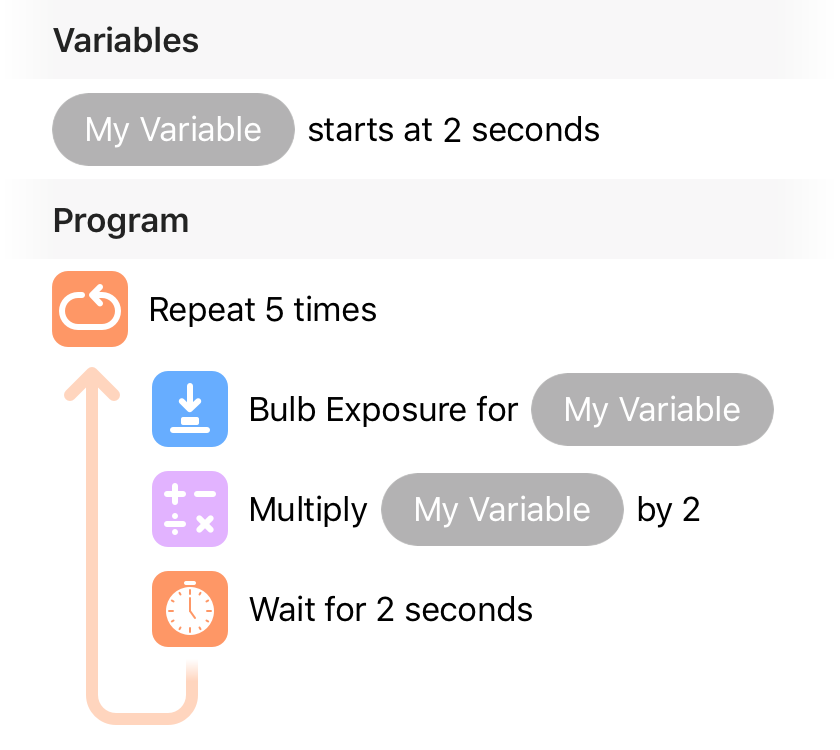 Variables
My Variable starts at 2 seconds
Program
Repeat 5 times
Bulb Exposure for My Variable
Multiply My Variable by 2
Wait for 2 seconds